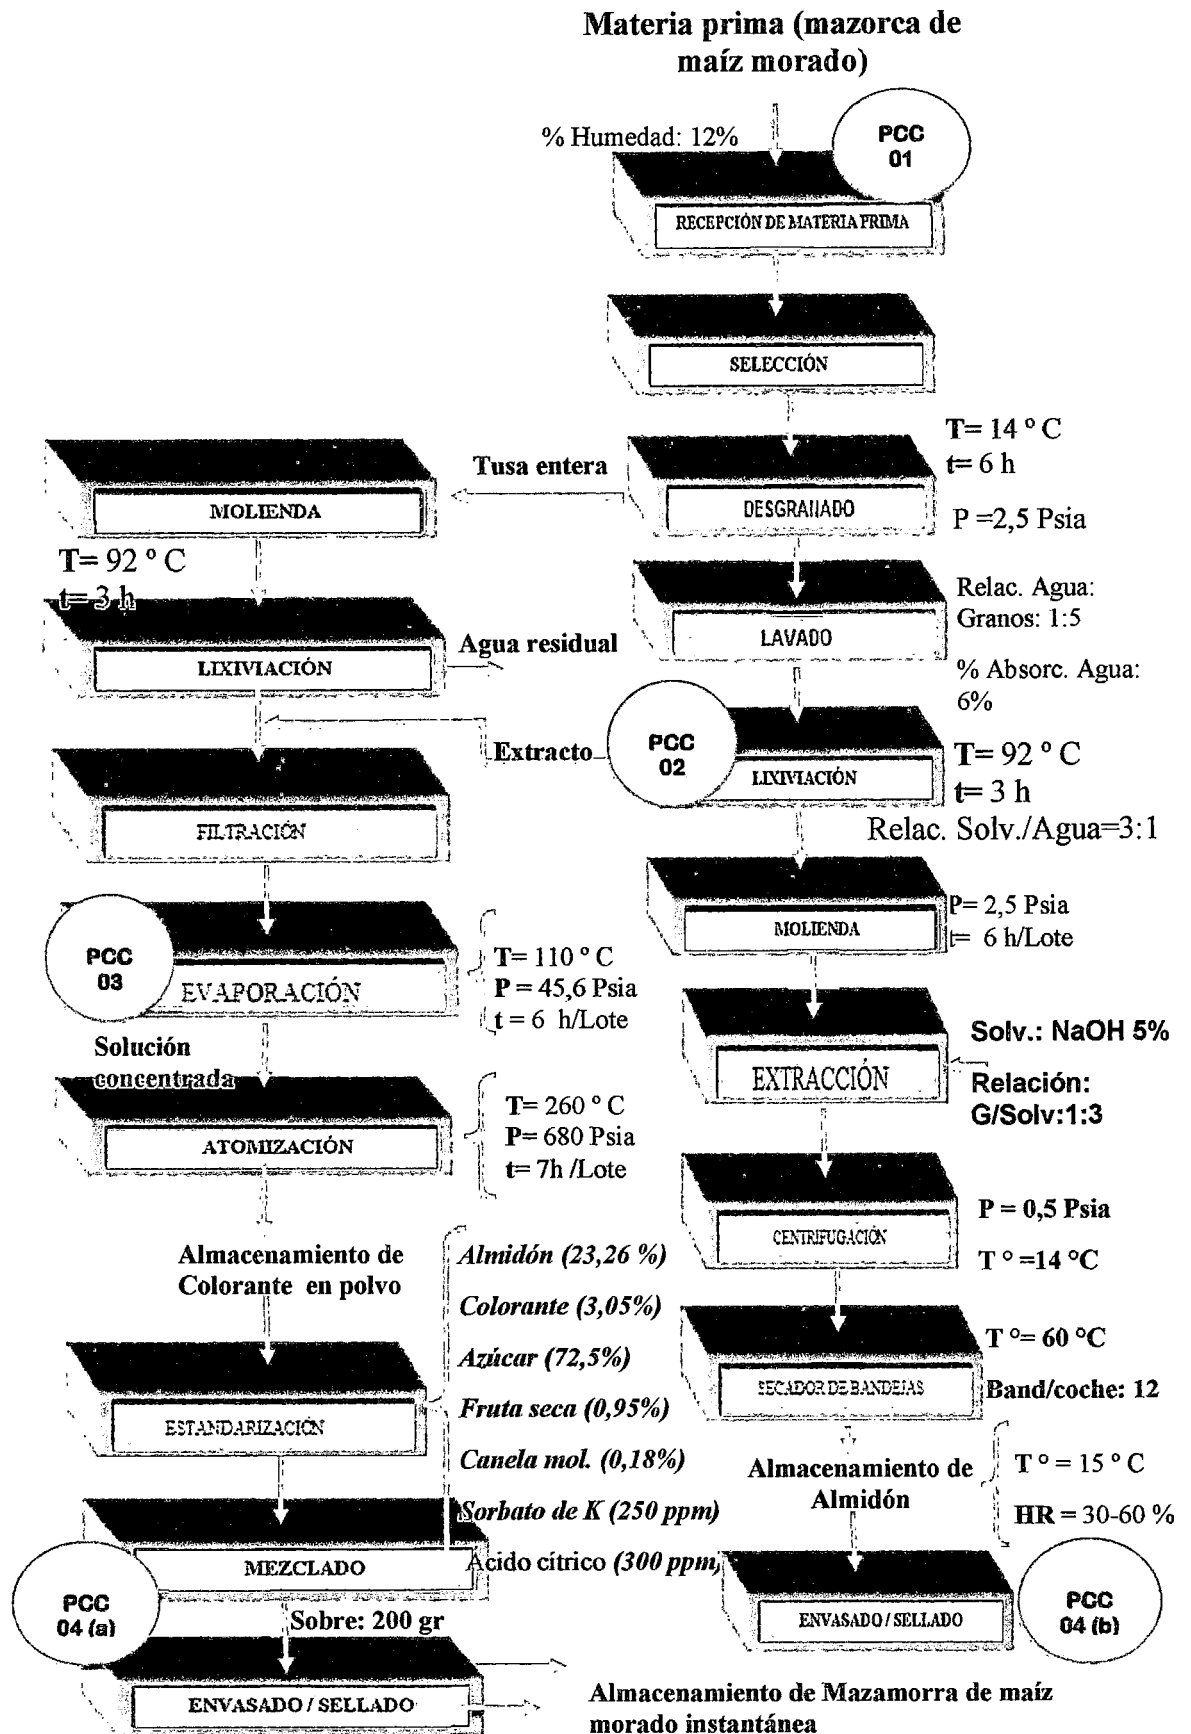 Materia prima (mazorca de
maíz morado)
% Humedad: 12%
PCC
01
RECEPCIÓN DE MATERIA PRIMA
SELECCIÓN
T= 14 º C
t= 6 h
P =2,5 Psia
DESGRANADO
Tusa entera
MOLIENDA
T= 92 º C
t= 3 h
LIXIVIACIÓN
Agua residual
Relac. Agua:
Granos: 1:5
LAVADO
% Absorc. Agua:
6%
PCC
02
LIXIVIACIÓN
T= 92 º C
t= 3 h
Relac. Solv./Agua=3:1
Extracto
FILTRACIÓN
MOLIENDA
P= 2,5 Psia
t= 6 h/Lote
PCC
03
EVAPORACIÓN
T= 110 º C
P = 45,6 Psia
t = 6 h/Lote
Solución
concentrada
EXTRACCIÓN
Solv.: NaOH 5%
Relación:
G/Solv:1:3
ATOMIZACIÓN
T= 260 º C
P= 680 Psia
t= 7h /Lote
CENTRIFUGACIÓN
P = 0,5 Psia
T º =14 ºC
Almacenamiento de
Colorante en polvo
Almidón (23,26 %)
Colorante (3,05%)
Azúcar (72,5%)
Fruta seca (0,95%)
Canela mol. (0,18%)
Sorbato de K (250 ppm)
Acido cítrico (300 ppm)
SECADOR DE BANDEJAS
T º= 60 ºC
Band/coche: 12
ESTANDARIZACIÓN
Almacenamiento de
Almidón
T º = 15 º C
HR = 30-60 %
MEZCLADO
PCC
04 (a)
Sobre: 200 gr
ENVASADO / SELLADO
PCC
04 (b)
ENVASADO / SELLADO
Almacenamiento de Mazamorra de maíz
morado instantánea